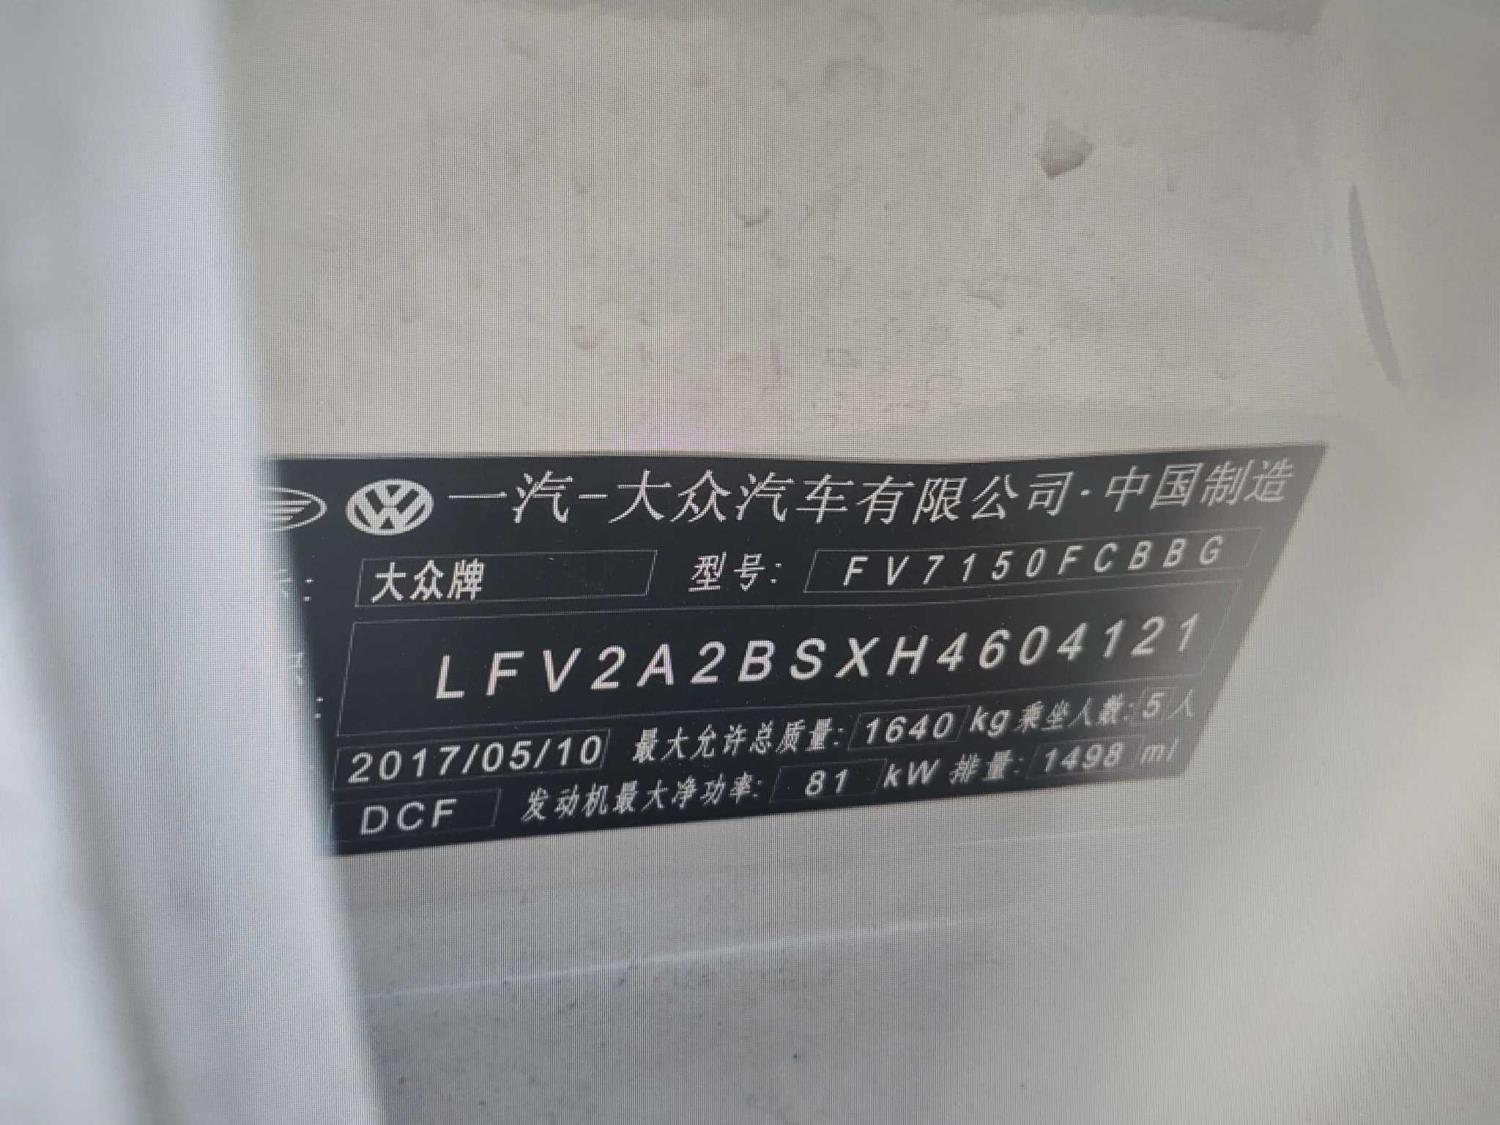 一汽-大众汽车有限公司·中国制造
大众牌 型号: FV7150FCBBG
LFV2A2BSXH4604121
2017/05/10 最大允许总质量: 1640 kg 乘坐人数: 5 人
DCF 发动机最大净功率: 81 kW 排量: 1498 ml